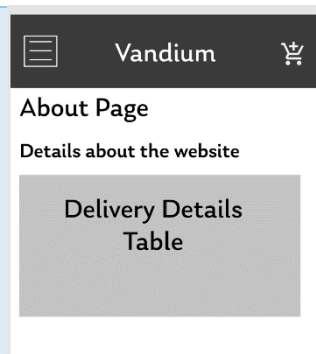 Vandium
About Page
Details about the website
Delivery Details
Table